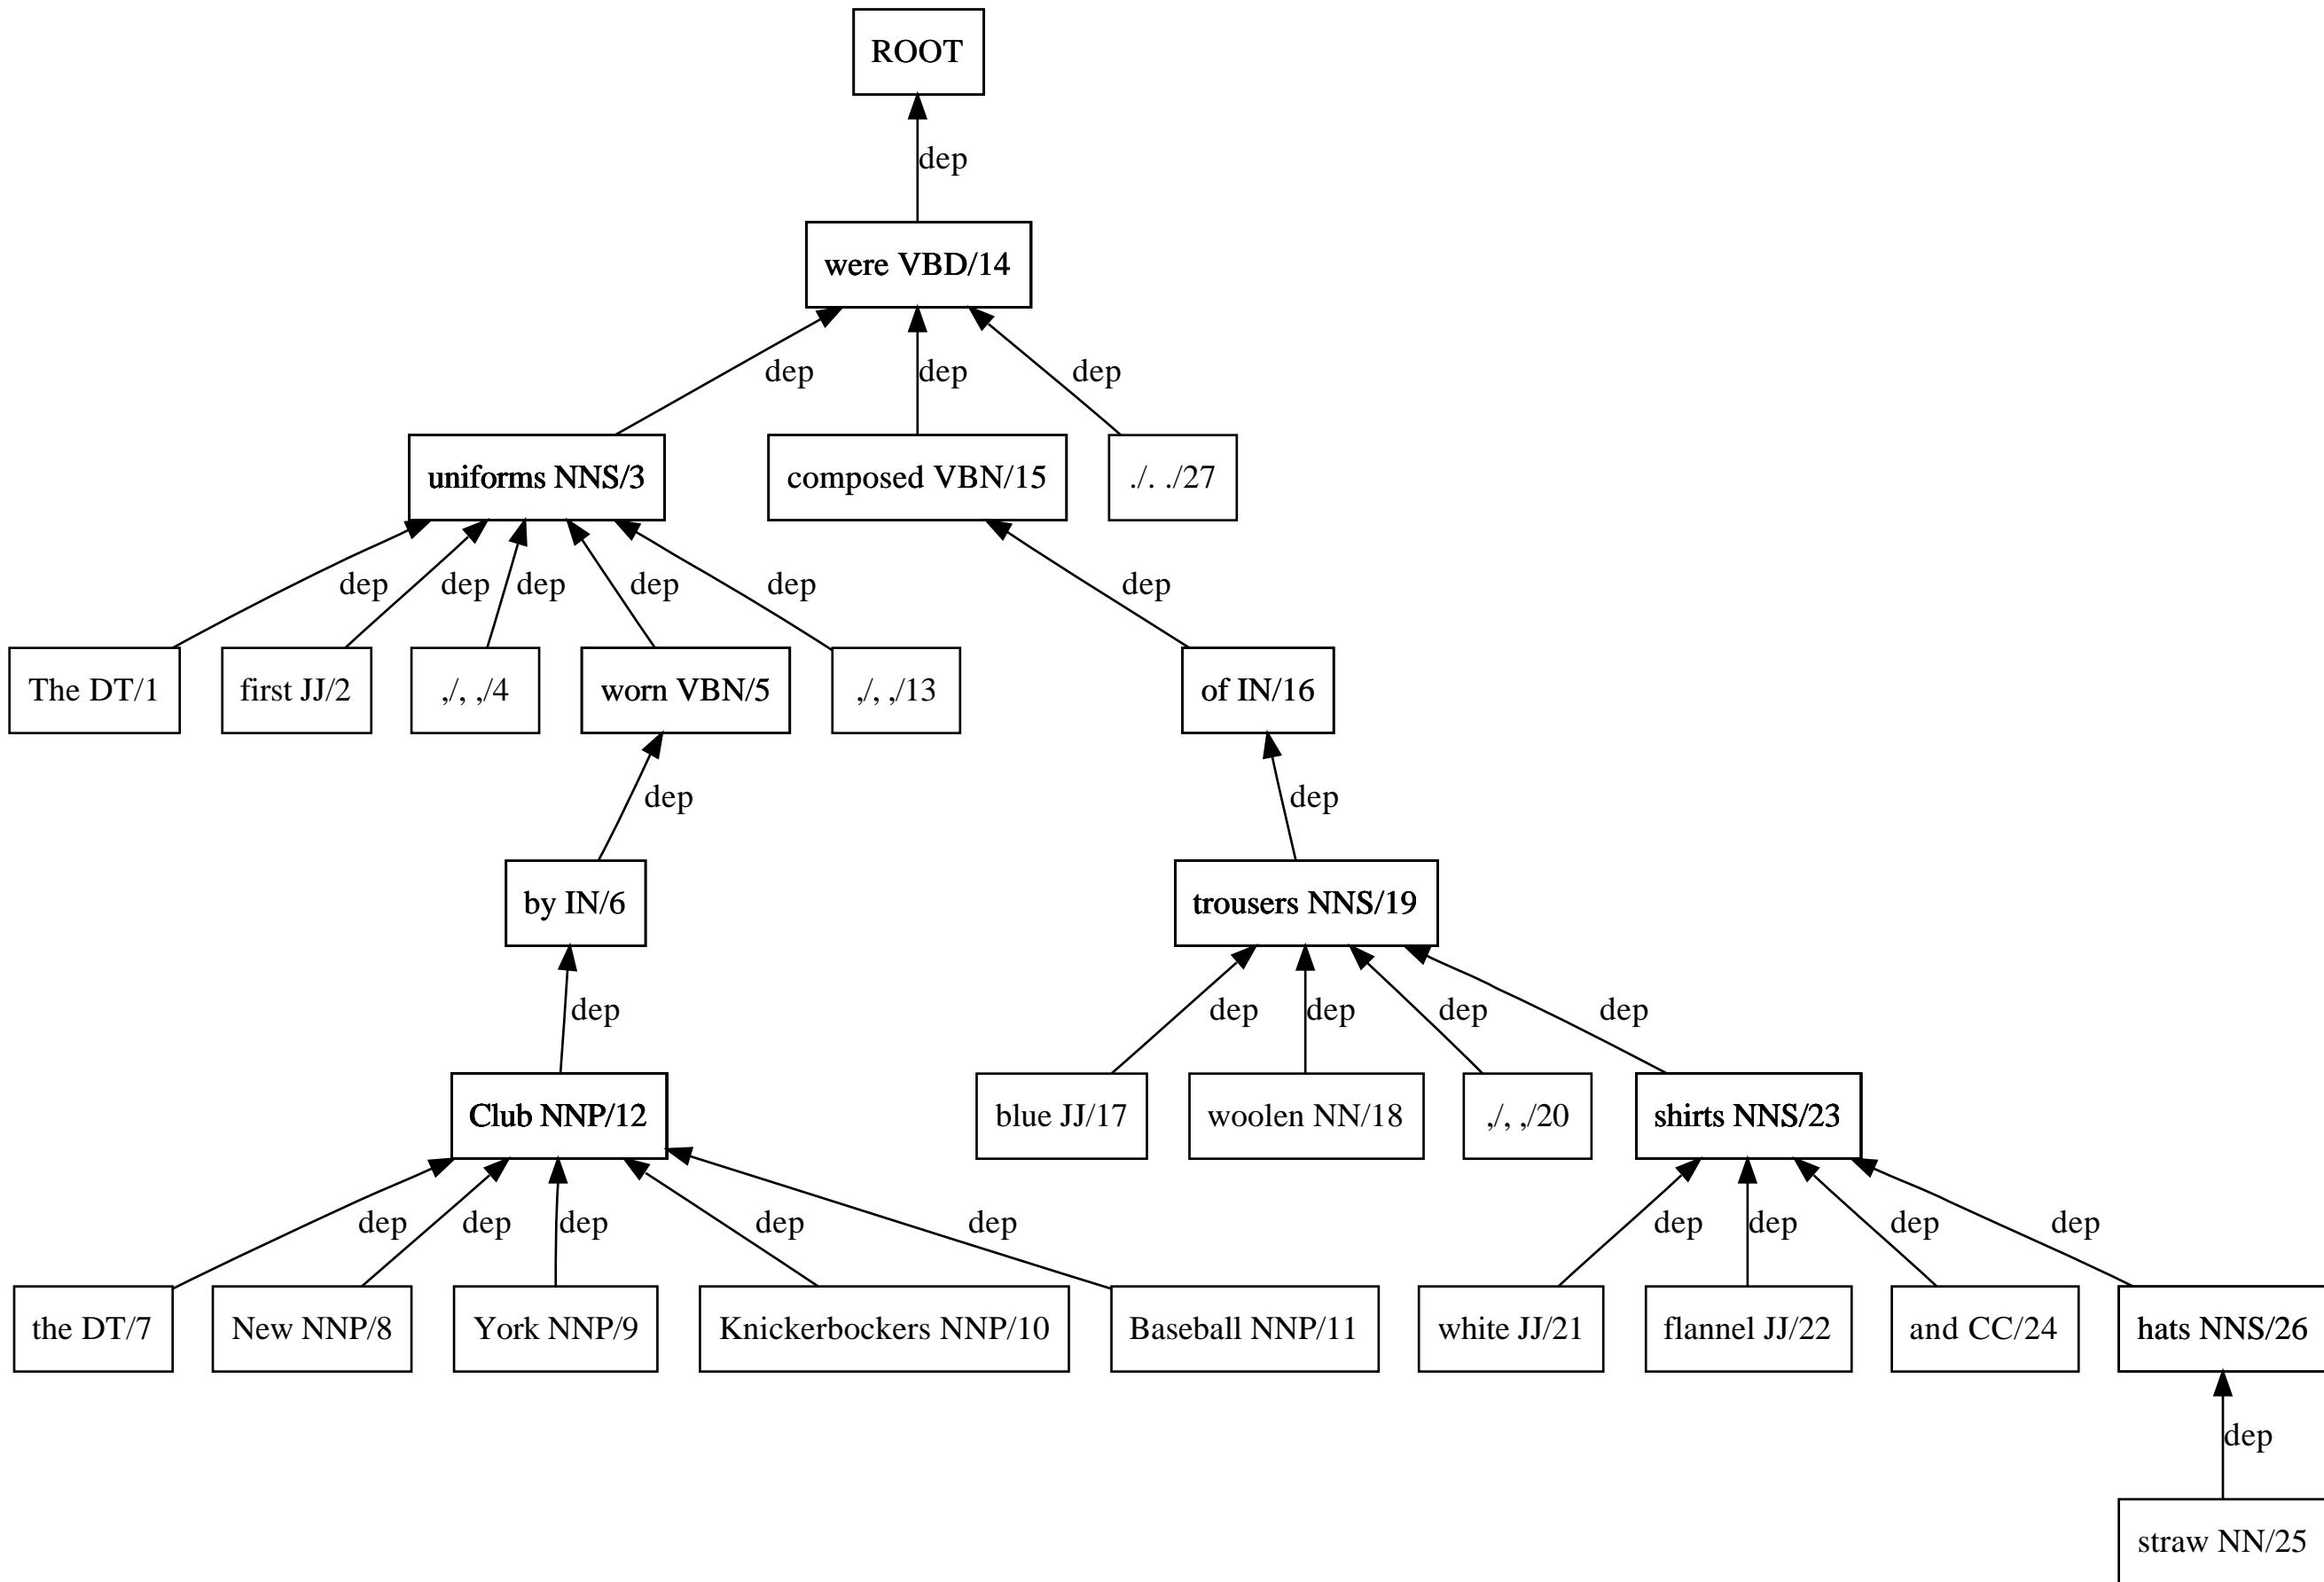 ROOT
dep
were VBD/14
dep dep dep
uniforms NNS/3 composed VBN/15 ./. ./27
dep dep dep dep dep dep
The DT/1 first JJ/2 ,/, ,/4 worn VBN/5 ,/, ,/13 of IN/16
dep dep
by IN/6 trousers NNS/19
dep dep dep dep dep
Club NNP/12 blue JJ/17 woolen NN/18 ,/, ,/20 shirts NNS/23
dep dep dep dep dep dep dep dep dep
the DT/7 New NNP/8 York NNP/9 Knickerbockers NNP/10 Baseball NNP/11 white JJ/21 flannel JJ/22 and CC/24 hats NNS/26
dep
straw NN/25